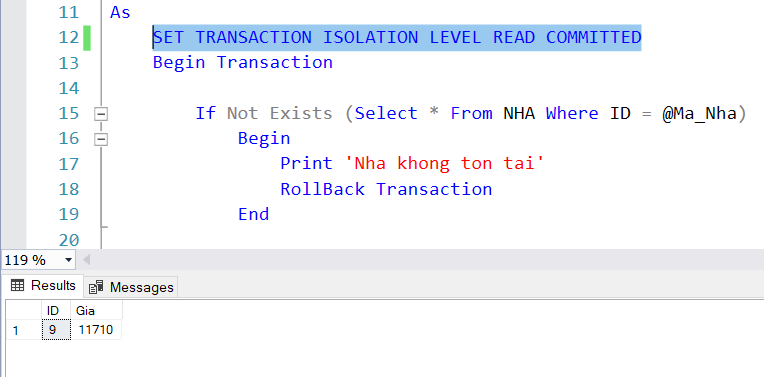 11 As
12 SET TRANSACTION ISOLATION LEVEL READ COMMITTED
13 Begin Transaction
14
15 If Not Exists (Select * From NHA Where ID = @Ma_Nha)
16 Begin
17 Print 'Nha khong ton tai'
18 RollBack Transaction
19 End
20
119 %
Results Messages
ID Gia
1 9 11710